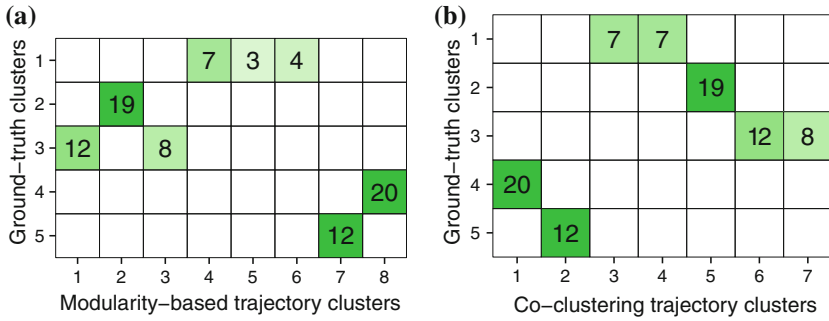 (a)
Ground−truth clusters
1 7 3 4
2 19
3 12 8
4 20
5 12
1 2 3 4 5 6 7 8
Modularity−based trajectory clusters
(b)
Ground−truth clusters
1 7 7
2 19
3 12 8
4 20
5 12
1 2 3 4 5 6 7
Co−clustering trajectory clusters